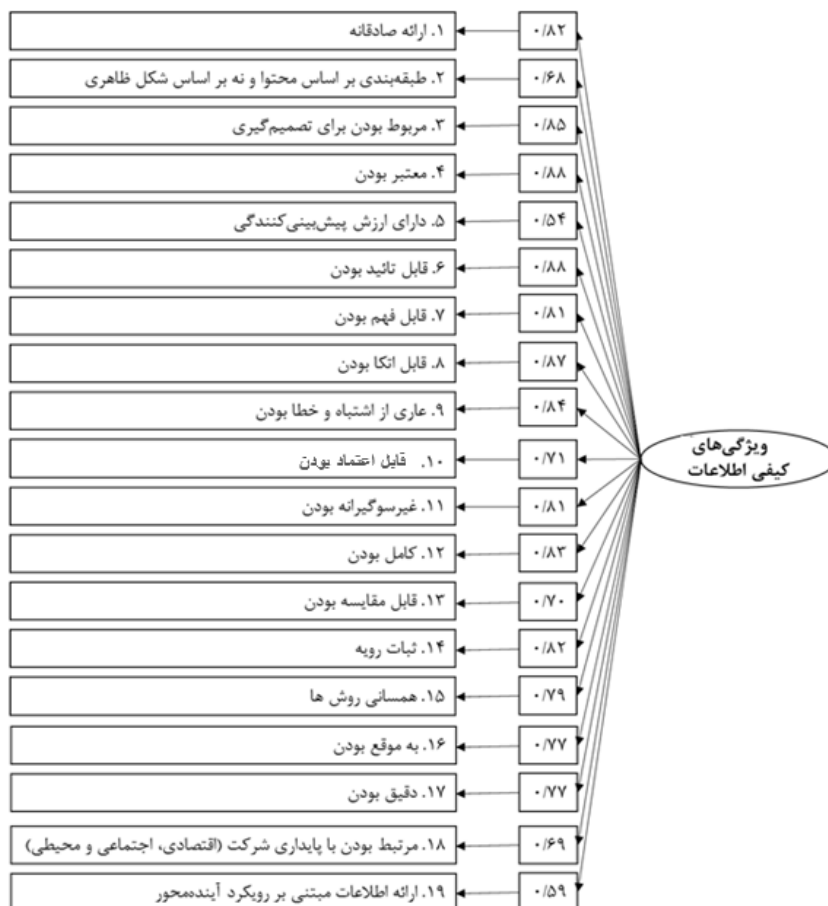 ۱. ارائه صادقانه
۰/۸۲
۲. طبقه‌بندی بر اساس محتوا و نه بر اساس شکل ظاهری
۰/۶۸
۳. مربوط بودن برای تصمیم‌گیری
۰/۸۵
۴. معتبر بودن
۰/۸۸
۵. دارای ارزش پیش‌بینی‌کنندگی
۰/۵۴
۶. قابل تائید بودن
۰/۸۸
۷. قابل فهم بودن
۰/۸۱
۸. قابل اتکا بودن
۰/۸۷
۹. عاری از اشتباه و خطا بودن
۰/۸۴
۱۰. قابل اعتماد بودن
۰/۷۱
۱۱. غیرسوگیرانه بودن
۰/۸۱
۱۲. کامل بودن
۰/۸۳
۱۳. قابل مقایسه بودن
۰/۷۰
۱۴. ثبات رویه
۰/۸۲
۱۵. همسانی روش ها
۰/۷۹
۱۶. به موقع بودن
۰/۷۷
۱۷. دقیق بودن
۰/۷۷
۱۸. مرتبط بودن با پایداری شرکت (اقتصادی، اجتماعی و محیطی)
۰/۶۹
۱۹. ارائه اطلاعات مبتنی بر رویکرد آینده‌محور
۰/۵۹
ویژگی‌های
کیفی اطلاعات